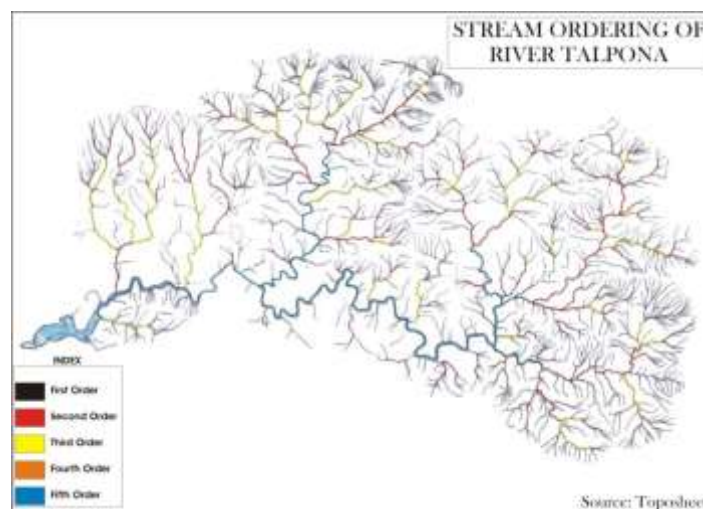 STREAM ORDERING OF
RIVER TALPONA
INDEX
First Order
Second Order
Third Order
Fourth Order
Fifth Order
Source: Toposhee